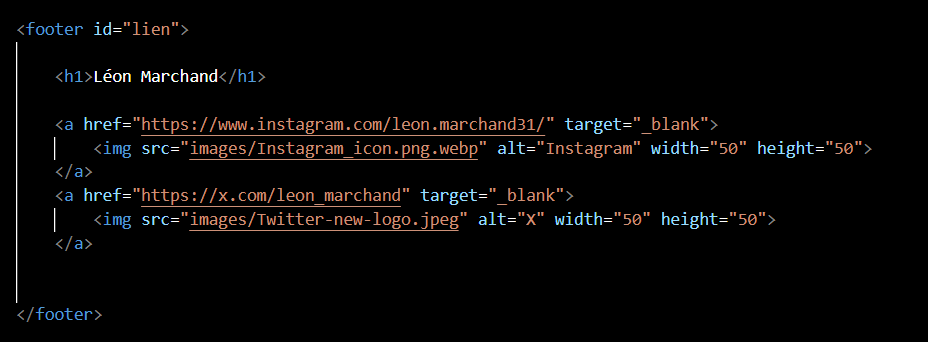 <footer id="lien">
<h1>Léon Marchand</h1>
<a href="https://www.instagram.com/leon.marchand31/" target="_blank">
<img src="images/Instagram_icon.png.webp" alt="Instagram" width="50" height="50">
</a>
<a href="https://x.com/leon_marchand" target="_blank">
<img src="images/Twitter-new-logo.jpeg" alt="X" width="50" height="50">
</a>
</footer>